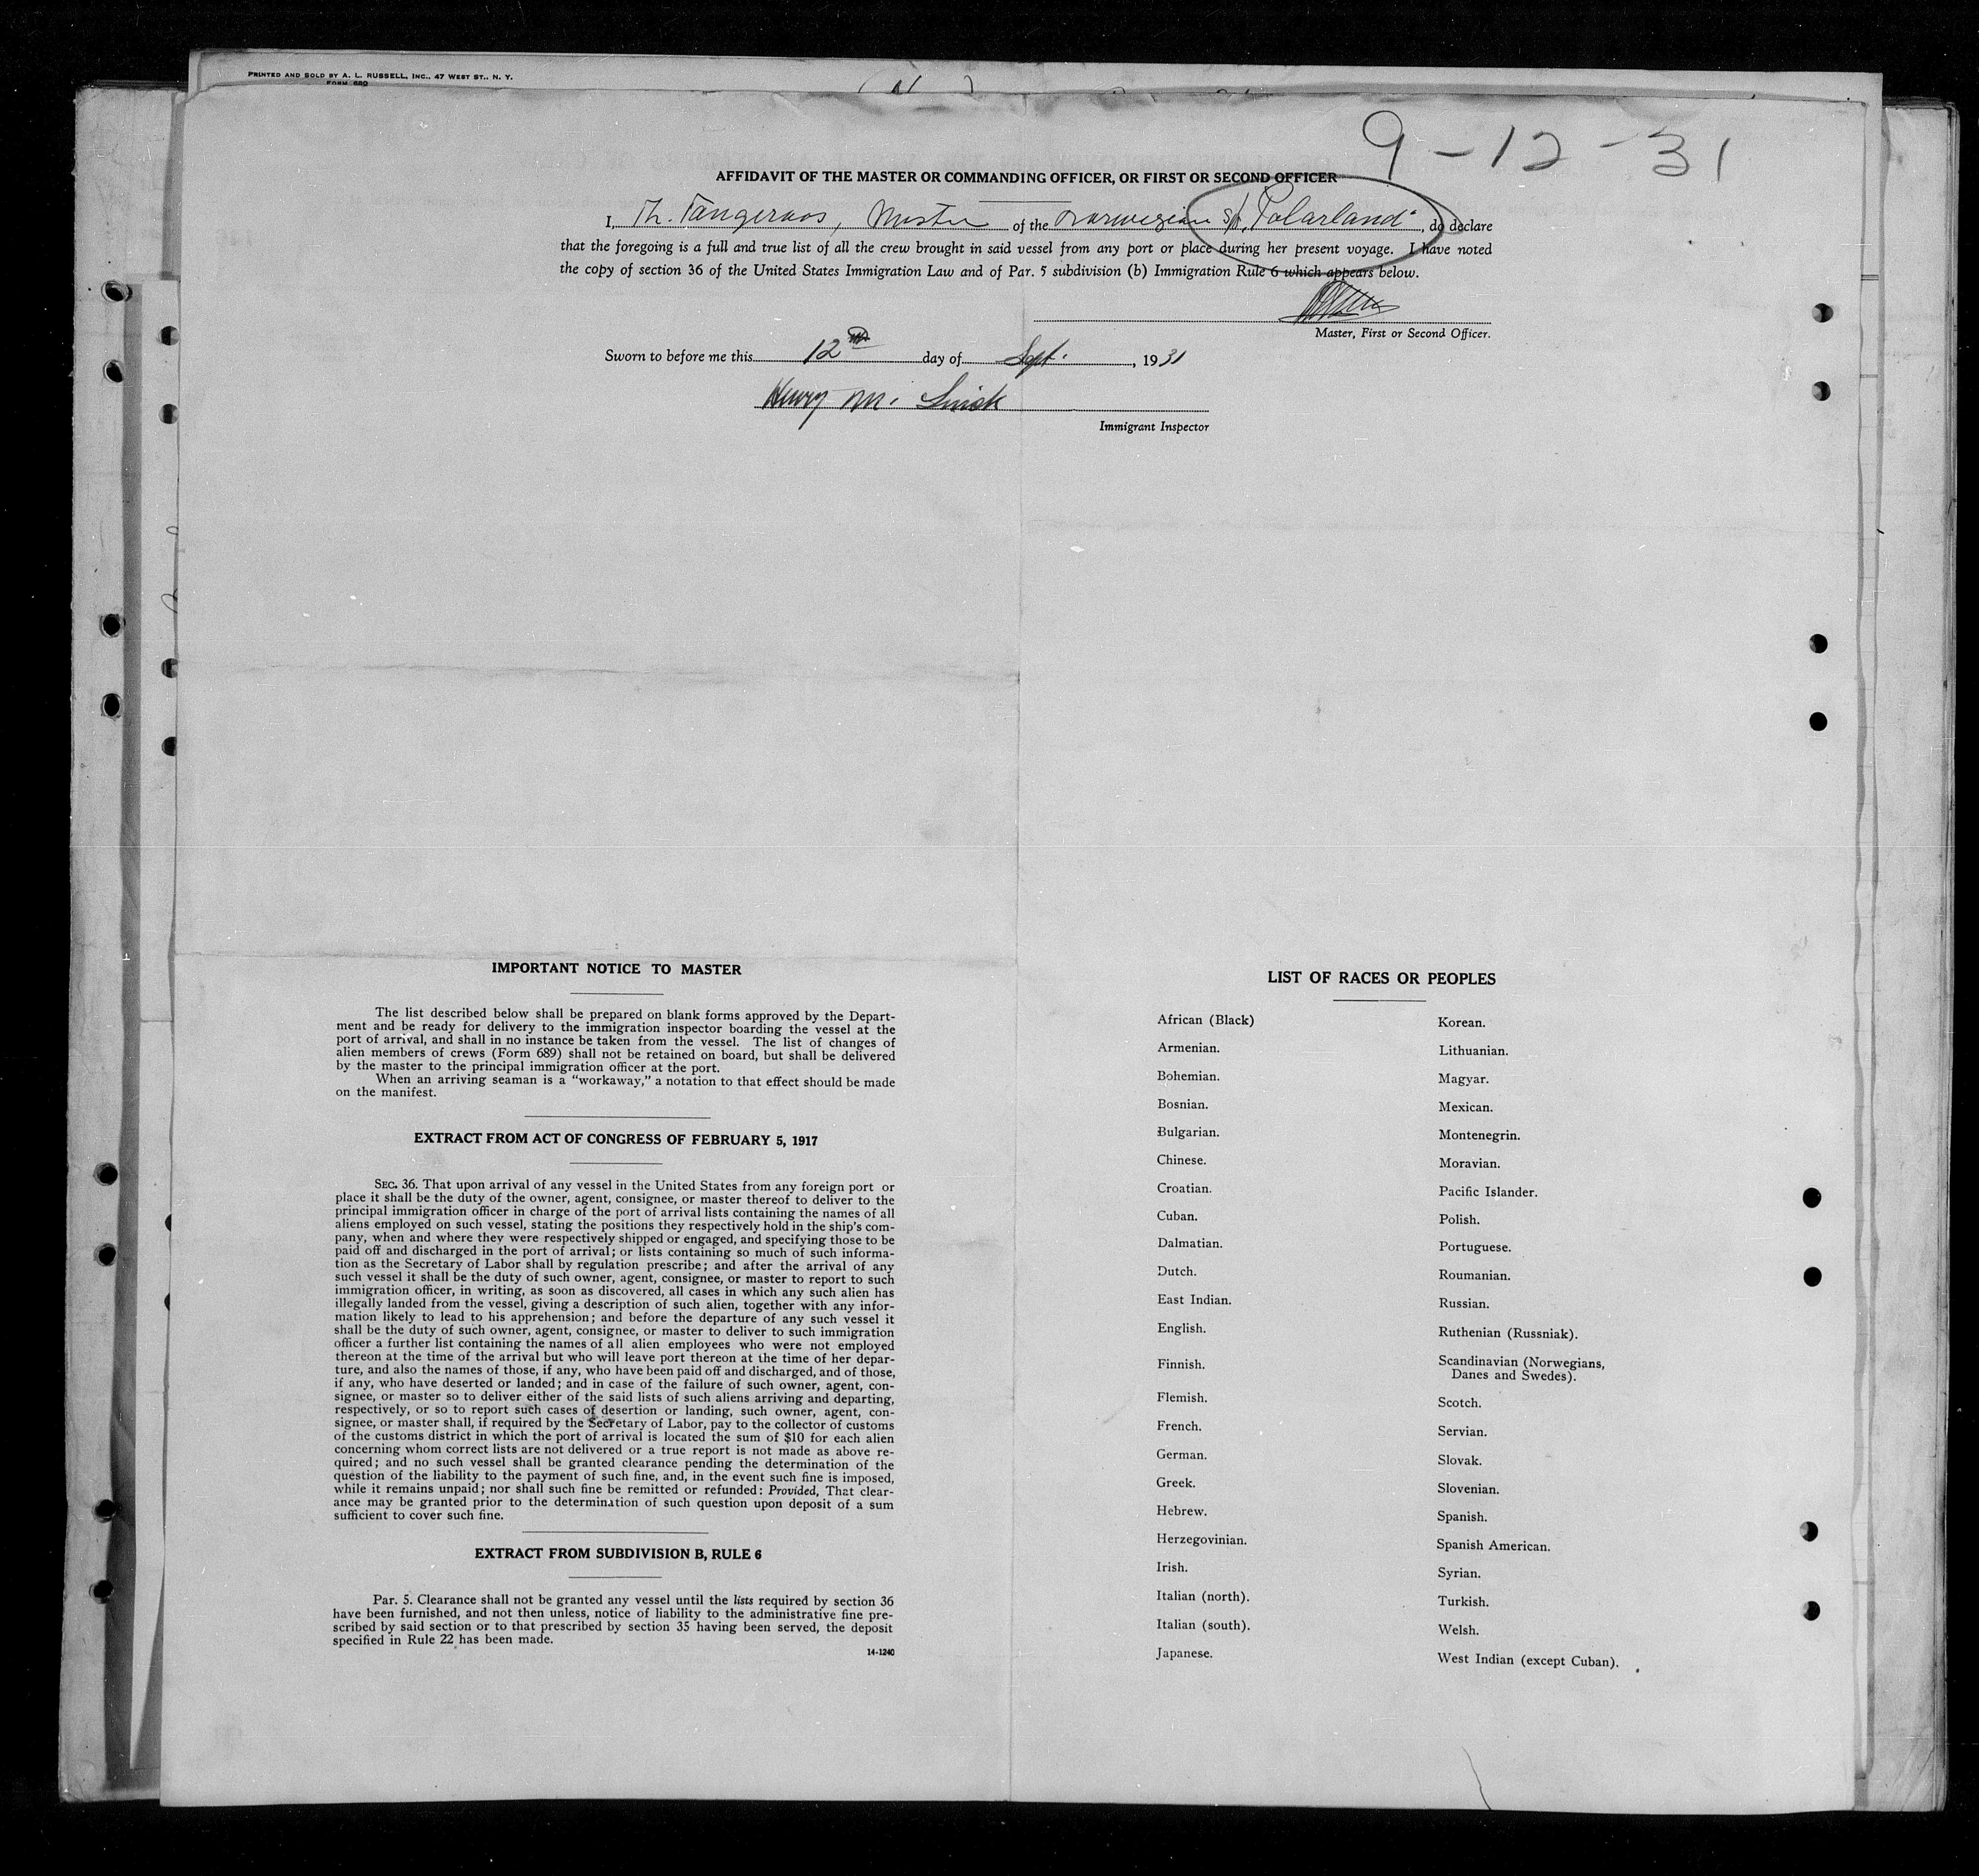 PRINTED AND SOLD BY A. L. RUSSELL, INC., 47 WEST ST., N. Y.
FORM 680
9-12-31
AFFIDAVIT OF THE MASTER OR COMMANDING OFFICER, OR FIRST OR SECOND OFFICER
I, Th. Tangeraas, Master of the Norwegian S/S "Polarland", do declare
that the foregoing is a full and true list of all the crew brought in said vessel from any port or place during her present voyage. I have noted
the copy of section 36 of the United States Immigration Law and of Par. 5 subdivision (b) Immigration Rule 6 which appears below.
Master, First or Second Officer.
Sworn to before me this 12th day of Sept., 1931
Henry M.
Immigrant Inspector
IMPORTANT NOTICE TO MASTER
The list described below shall be prepared on blank forms approved by the Depart-
ment and be ready for delivery to the immigration inspector boarding the vessel at the
port of arrival, and shall in no instance be taken from the vessel. The list of changes of
alien members of crews (Form 689) shall not be retained on board, but shall be delivered
by the master to the principal immigration officer at the port.
When an arriving seaman is a "workaway," a notation to that effect should be made
on the manifest.
EXTRACT FROM ACT OF CONGRESS OF FEBRUARY 5, 1917
SEC. 36. That upon arrival of any vessel in the United States from any foreign port or
place it shall be the duty of the owner, agent, consignee, or master thereof to deliver to the
principal immigration officer in charge of the port of arrival lists containing the names of all
aliens employed on such vessel, stating the positions they respectively hold in the ship's com-
pany, when and where they were respectively shipped or engaged, and specifying those to be
paid off and discharged in the port of arrival; or lists containing so much of such informa-
tion as the Secretary of Labor shall by regulation prescribe; and after the arrival of any
such vessel it shall be the duty of such owner, agent, consignee, or master to report to such
immigration officer, in writing, as soon as discovered, all cases in which any such alien has
illegally landed from the vessel, giving a description of such alien, together with any infor-
mation likely to lead to his apprehension; and before the departure of any such vessel it
shall be the duty of such owner, agent, consignee, or master to deliver to such immigration
officer a further list containing the names of all alien employees who were not employed
thereon at the time of the arrival but who will leave port thereon at the time of her depar-
ture, and also the names of those, if any, who have been paid off and discharged, and of those,
if any, who have deserted or landed; and in case of the failure of such owner, agent, con-
signee, or master so to deliver either of the said lists of such aliens arriving and departing,
respectively, or so to report such cases of desertion or landing, such owner, agent, con-
signee, or master shall, if required by the Secretary of Labor, pay to the collector of customs
of the customs district in which the port of arrival is located the sum of $10 for each alien
concerning whom correct lists are not delivered or a true report is not made as above re-
quired; and no such vessel shall be granted clearance pending the determination of the
question of the liability to the payment of such fine, and, in the event such fine is imposed,
while it remains unpaid; nor shall such fine be remitted or refunded: Provided, That clear-
ance may be granted prior to the determination of such question upon deposit of a sum
sufficient to cover such fine.
EXTRACT FROM SUBDIVISION B, RULE 6
Par. 5. Clearance shall not be granted any vessel until the lists required by section 36
have been furnished, and not then unless, notice of liability to the administrative fine pre-
scribed by said section or to that prescribed by section 35 having been served, the deposit
specified in Rule 22 has been made.
14-1240
LIST OF RACES OR PEOPLES
African (Black)
Armenian.
Bohemian.
Bosnian.
Bulgarian.
Chinese.
Croatian.
Cuban.
Dalmatian.
Dutch.
East Indian.
English.
Finnish.
Flemish.
French.
German.
Greek.
Hebrew.
Herzegovinian.
Irish.
Italian (north).
Italian (south).
Japanese.
Korean.
Lithuanian.
Magyar.
Mexican.
Montenegrin.
Moravian.
Pacific Islander.
Polish.
Portuguese.
Roumanian.
Russian.
Ruthenian (Russniak).
Scandinavian (Norwegians,
Danes and Swedes).
Scotch.
Servian.
Slovak.
Slovenian.
Spanish.
Spanish American.
Syrian.
Turkish.
Welsh.
West Indian (except Cuban).